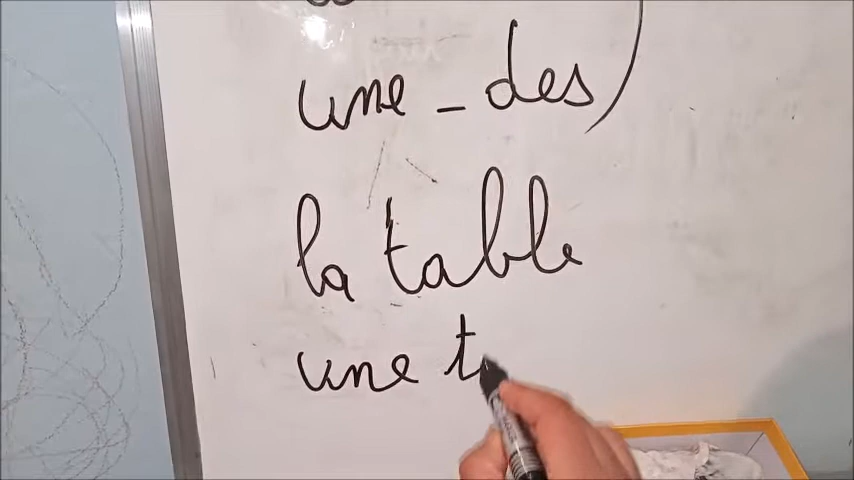 une - des)
la table
une t